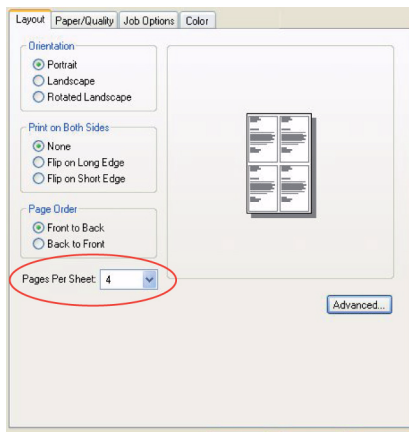 Layout Paper/Quality Job Options Color
Orientation
Portrait
Landscape
Rotated Landscape
Print on Both Sides
None
Flip on Long Edge
Flip on Short Edge
Page Order
Front to Back
Back to Front
Pages Per Sheet: 4
Advanced...